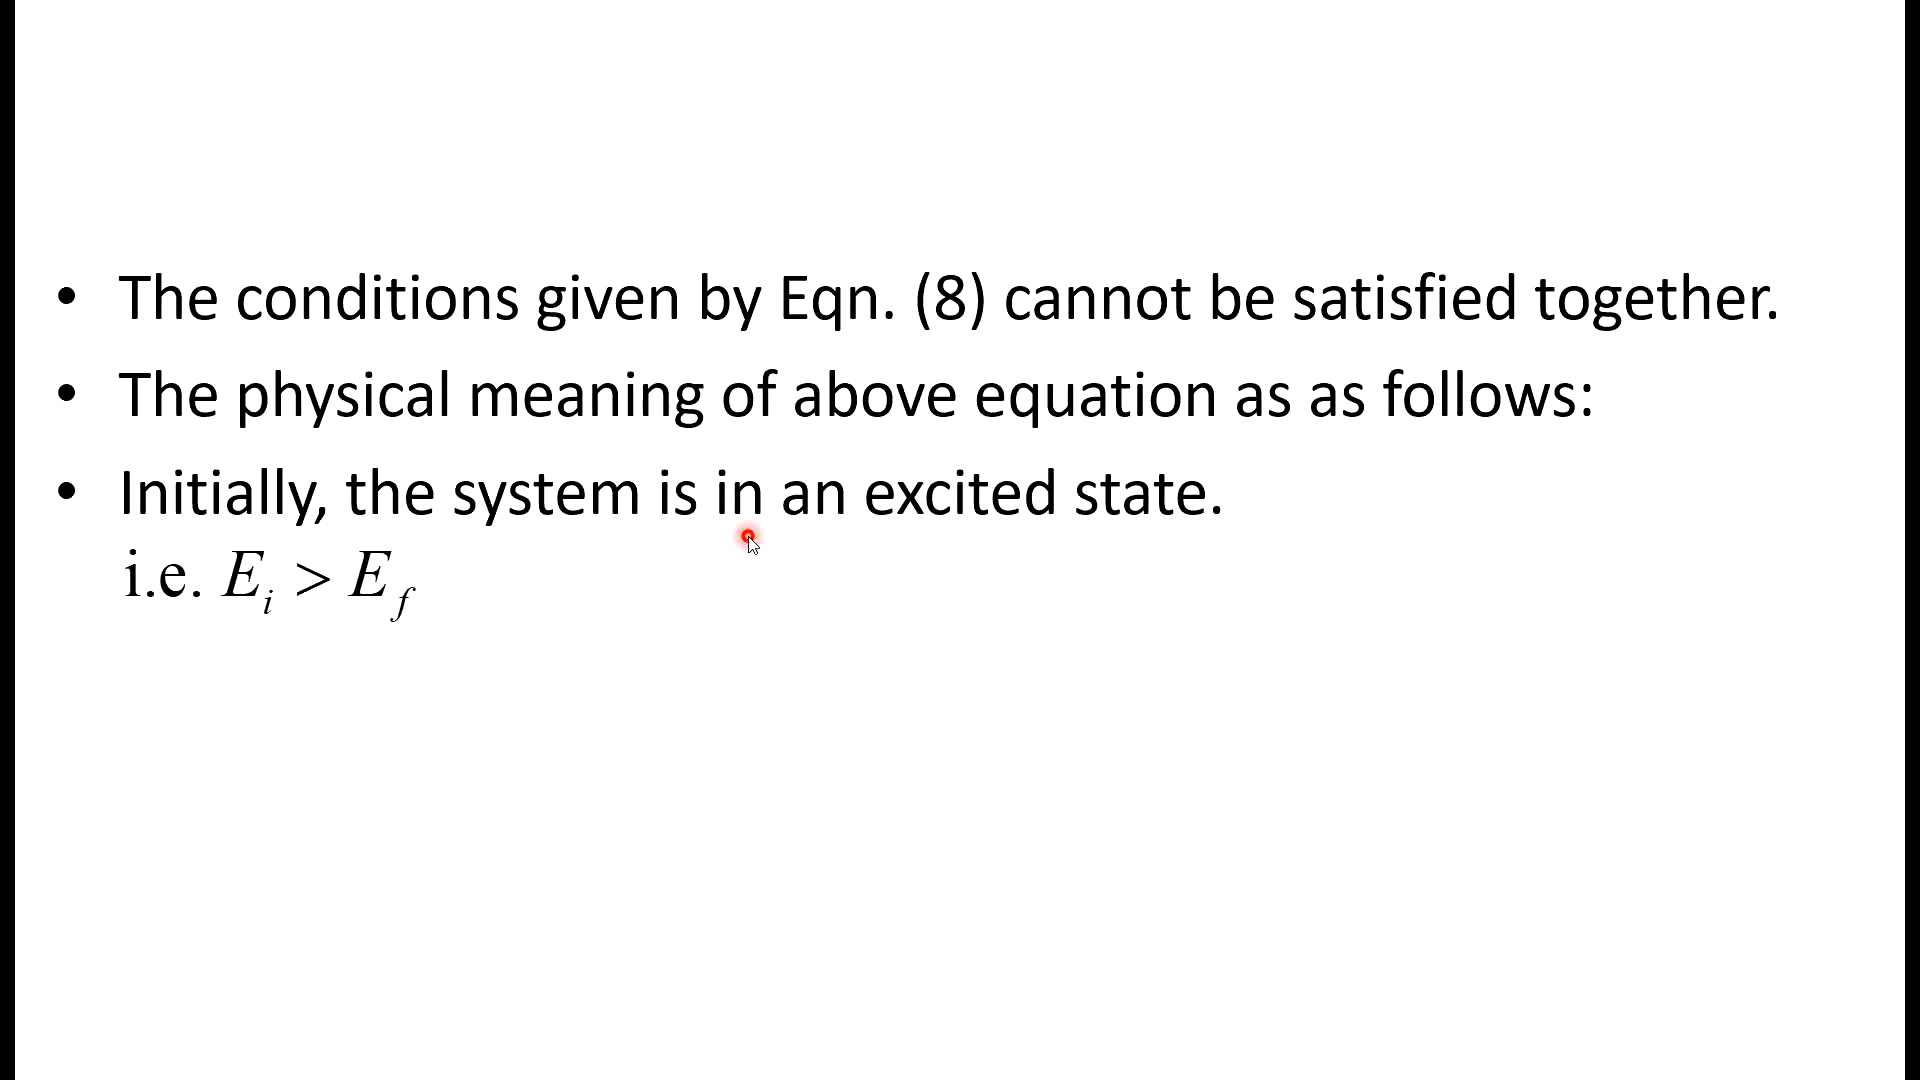 • The conditions given by Eqn. (8) cannot be satisfied together.
• The physical meaning of above equation as as follows:
• Initially, the system is in an excited state.
i.e. E_i > E_f